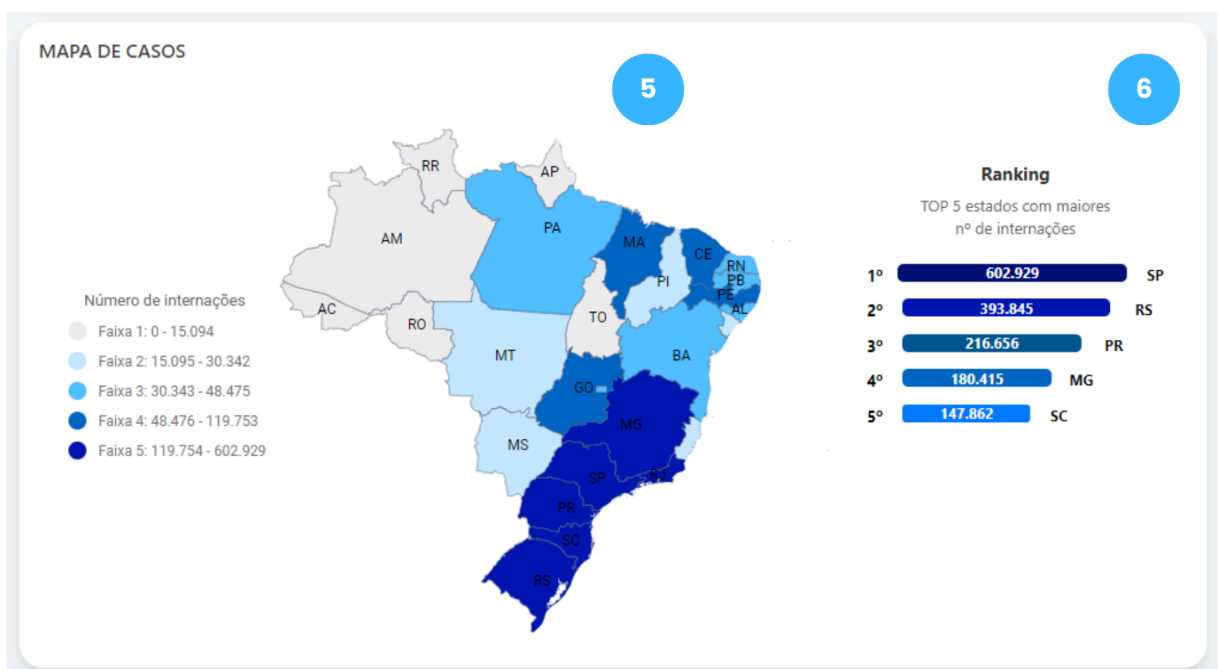 MAPA DE CASOS
5
6
RR
AP
AM
PA
MA
CE
RN
PB
PI
PE
AL
AC
RO
TO
BA
MT
GO
MG
MS
SP
RJ
PR
SC
RS
Número de internações
Faixa 1: 0 - 15.094
Faixa 2: 15.095 - 30.342
Faixa 3: 30.343 - 48.475
Faixa 4: 48.476 - 119.753
Faixa 5: 119.754 - 602.929
Ranking
TOP 5 estados com maiores
nº de internações
1º 602.929 SP
2º 393.845 RS
3º 216.656 PR
4º 180.415 MG
5º 147.862 SC